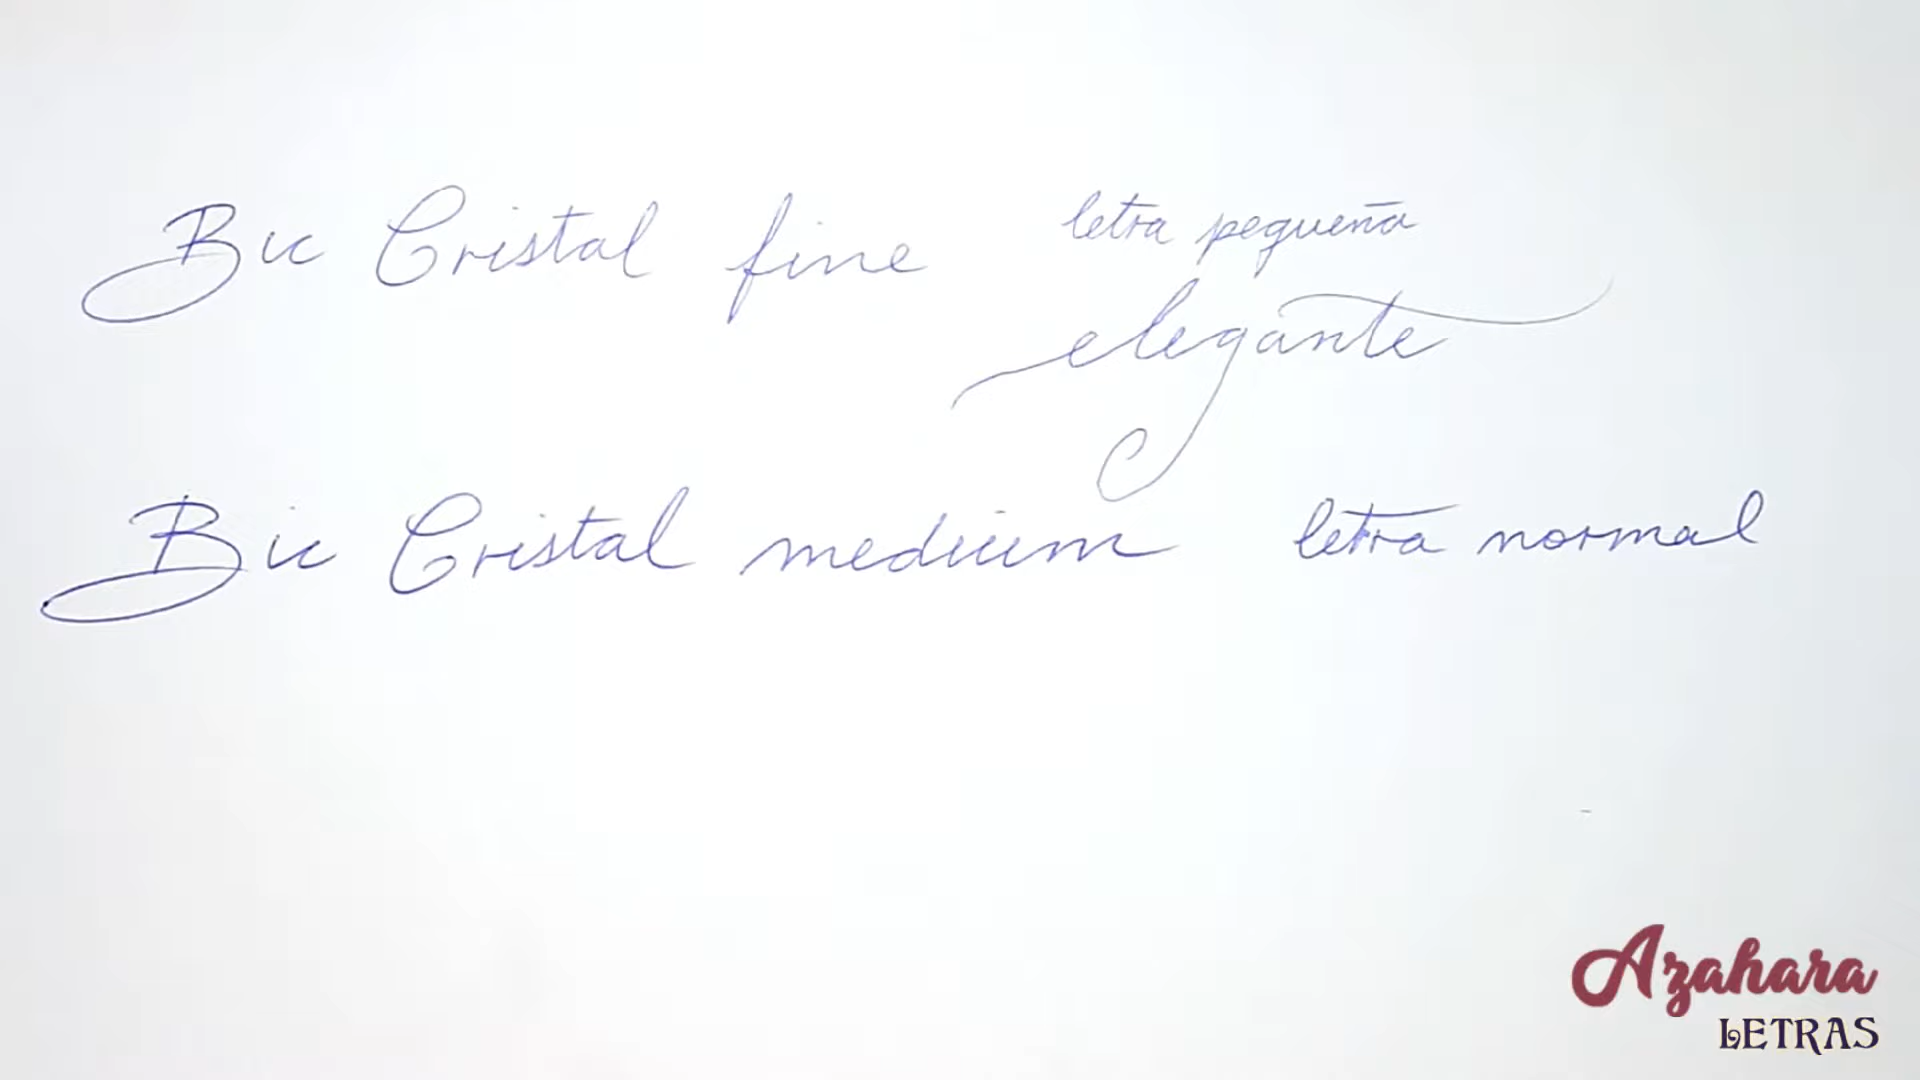 Bic Cristal fine letra pequeña
elegante
Bic Cristal medium letra normal
Azahara
LETRAS